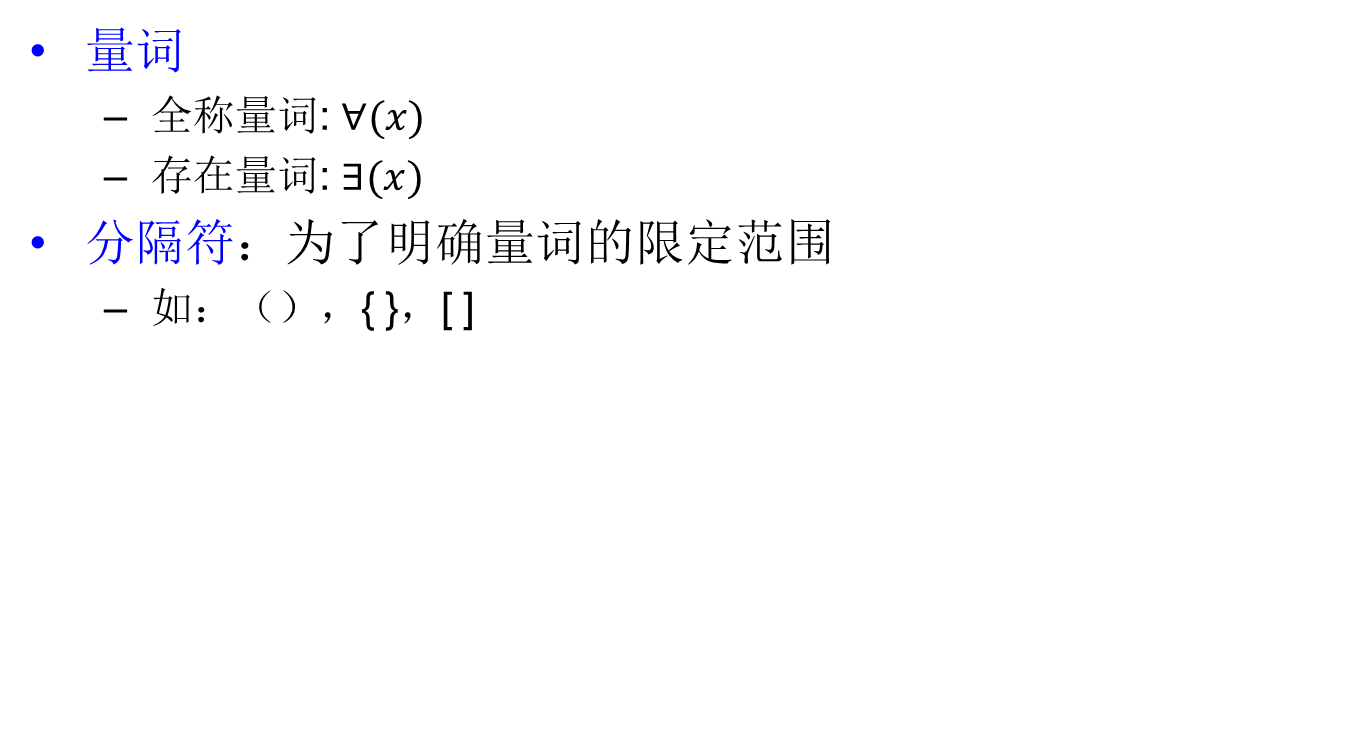 • 量词
– 全称量词: ∀(𝑥)
– 存在量词: ∃(𝑥)
• 分隔符：为了明确量词的限定范围
– 如：（），{ }，[ ]